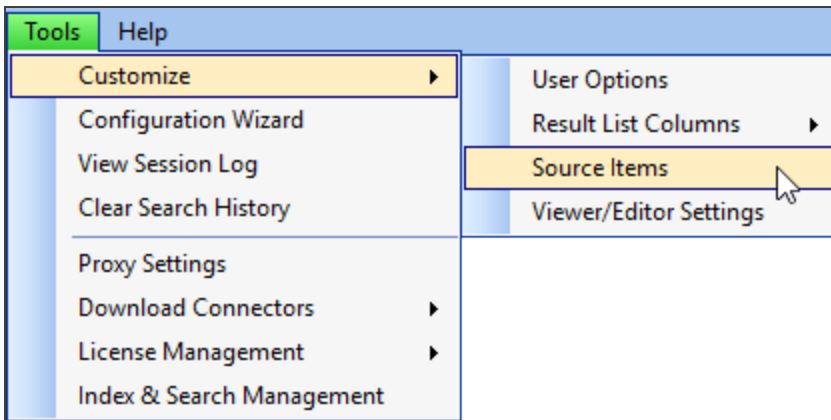 Tools Help
Customize
Configuration Wizard
View Session Log
Clear Search History
Proxy Settings
Download Connectors
License Management
Index & Search Management
User Options
Result List Columns
Source Items
Viewer/Editor Settings